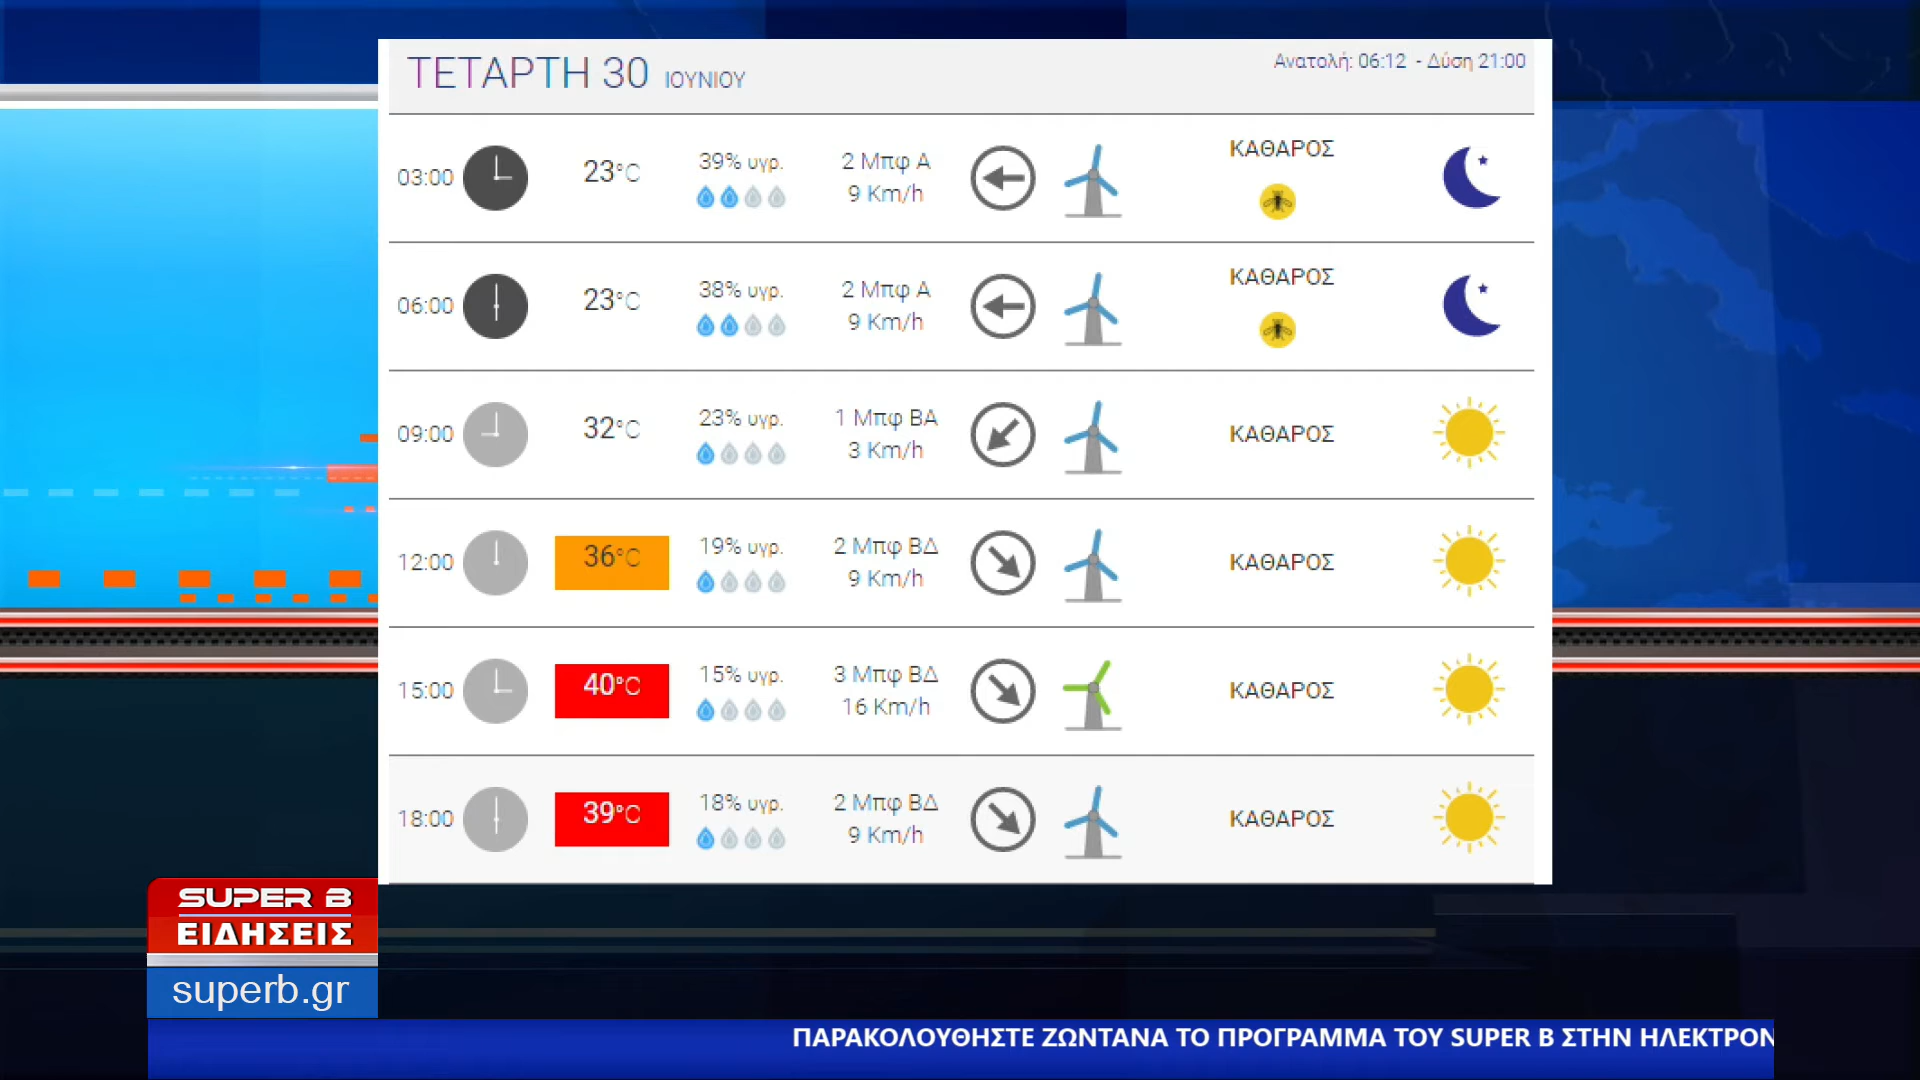 ΤΕΤΑΡΤΗ 30 ΙΟΥΝΙΟΥ
Ανατολή: 06:12 - Δύση 21:00
03:00 23°C 39% υγρ. 2 Μπφ Α 9 Km/h ΚΑΘΑΡΟΣ
06:00 23°C 38% υγρ. 2 Μπφ Α 9 Km/h ΚΑΘΑΡΟΣ
09:00 32°C 23% υγρ. 1 Μπφ ΒΑ 3 Km/h ΚΑΘΑΡΟΣ
12:00 36°C 19% υγρ. 2 Μπφ ΒΔ 9 Km/h ΚΑΘΑΡΟΣ
15:00 40°C 15% υγρ. 3 Μπφ ΒΔ 16 Km/h ΚΑΘΑΡΟΣ
18:00 39°C 18% υγρ. 2 Μπφ ΒΔ 9 Km/h ΚΑΘΑΡΟΣ
SUPER B
ΕΙΔΗΣΕΙΣ
superb.gr
ΠΑΡΑΚΟΛΟΥΘΗΣΤΕ ΖΩΝΤΑΝΑ ΤΟ ΠΡΟΓΡΑΜΜΑ ΤΟΥ SUPER B ΣΤΗΝ ΗΛΕΚΤΡΟΝ